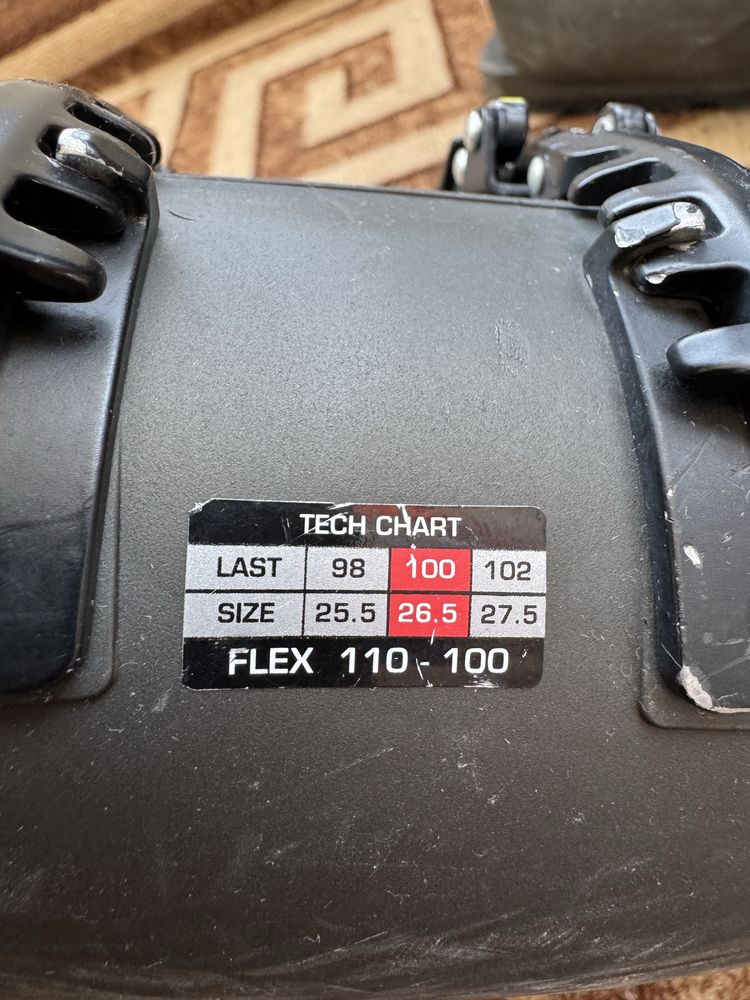 TECH CHART
LAST 98 100 102
SIZE 25.5 26.5 27.5
FLEX 110 - 100